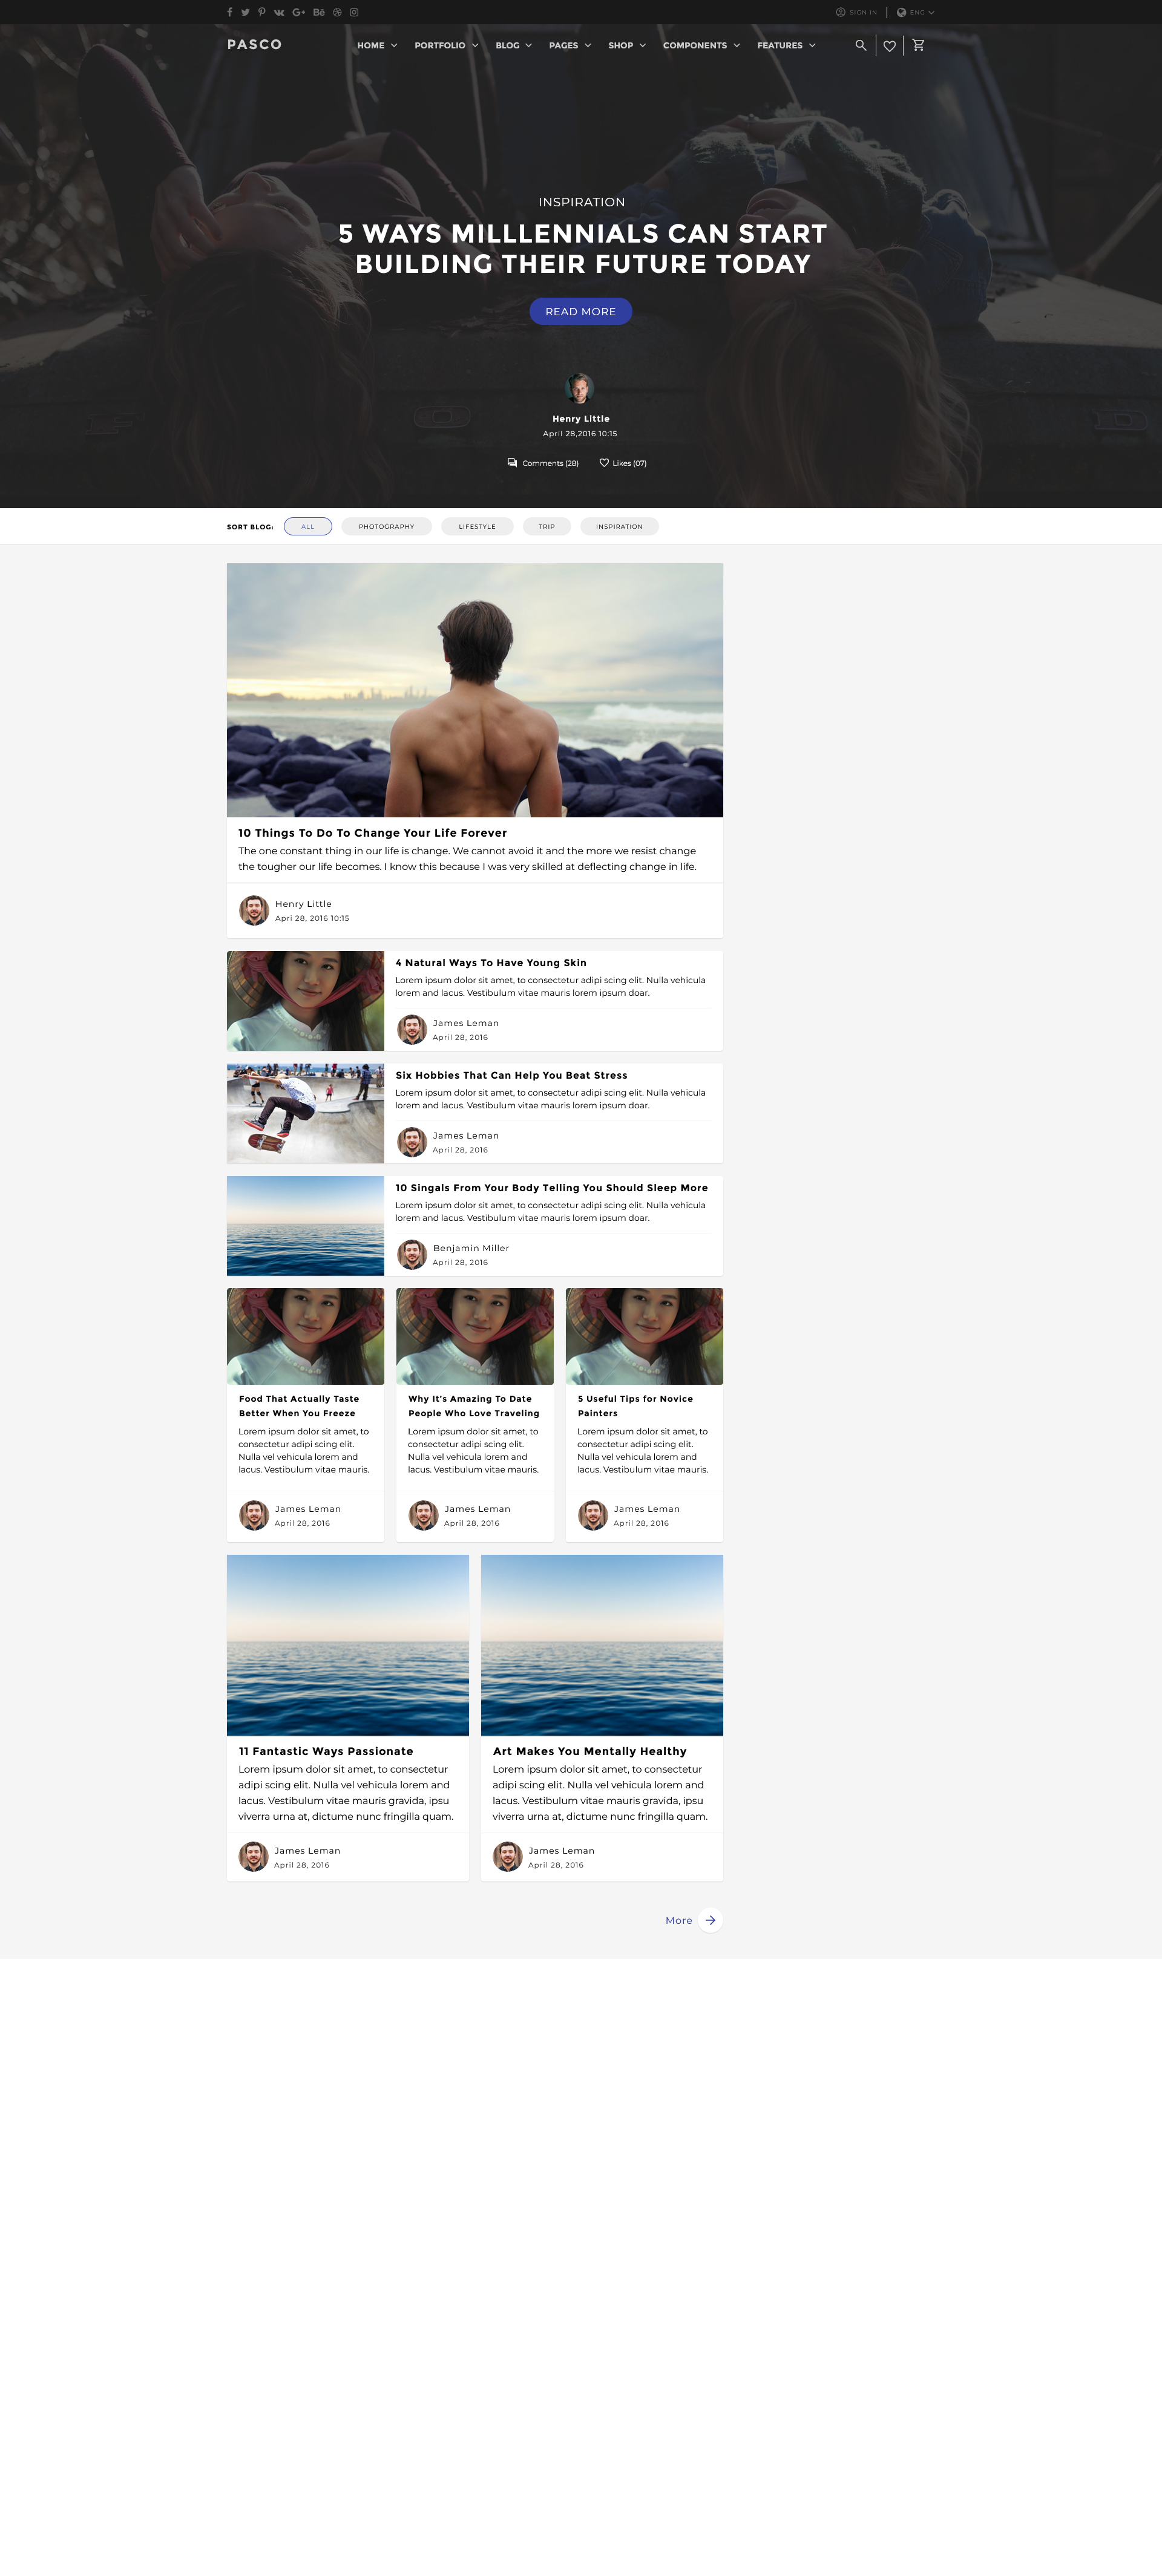 SIGN IN
ENG
PASCO
HOME
PORTFOLIO
BLOG
PAGES
SHOP
COMPONENTS
FEATURES
INSPIRATION
5 WAYS MILLLENNIALS CAN START
BUILDING THEIR FUTURE TODAY
READ MORE
Henry Little
April 28,2016 10:15
Comments (28)
Likes (07)
SORT BLOG:
ALL
PHOTOGRAPHY
LIFESTYLE
TRIP
INSPIRATION
10 Things To Do To Change Your Life Forever
The one constant thing in our life is change. We cannot avoid it and the more we resist change
the tougher our life becomes. I know this because I was very skilled at deflecting change in life.
Henry Little
Apri 28, 2016 10:15
4 Natural Ways To Have Young Skin
Lorem ipsum dolor sit amet, to consectetur adipi scing elit. Nulla vehicula
lorem and lacus. Vestibulum vitae mauris lorem ipsum doar.
James Leman
April 28, 2016
Six Hobbies That Can Help You Beat Stress
Lorem ipsum dolor sit amet, to consectetur adipi scing elit. Nulla vehicula
lorem and lacus. Vestibulum vitae mauris lorem ipsum doar.
James Leman
April 28, 2016
10 Singals From Your Body Telling You Should Sleep More
Lorem ipsum dolor sit amet, to consectetur adipi scing elit. Nulla vehicula
lorem and lacus. Vestibulum vitae mauris lorem ipsum doar.
Benjamin Miller
April 28, 2016
Food That Actually Taste
Better When You Freeze
Lorem ipsum dolor sit amet, to
consectetur adipi scing elit.
Nulla vel vehicula lorem and
lacus. Vestibulum vitae mauris.
James Leman
April 28, 2016
Why It's Amazing To Date
People Who Love Traveling
Lorem ipsum dolor sit amet, to
consectetur adipi scing elit.
Nulla vel vehicula lorem and
lacus. Vestibulum vitae mauris.
James Leman
April 28, 2016
5 Useful Tips for Novice
Painters
Lorem ipsum dolor sit amet, to
consectetur adipi scing elit.
Nulla vel vehicula lorem and
lacus. Vestibulum vitae mauris.
James Leman
April 28, 2016
11 Fantastic Ways Passionate
Lorem ipsum dolor sit amet, to consectetur
adipi scing elit. Nulla vel vehicula lorem and
lacus. Vestibulum vitae mauris gravida, ipsu
viverra urna at, dictume nunc fringilla quam.
James Leman
April 28, 2016
Art Makes You Mentally Healthy
Lorem ipsum dolor sit amet, to consectetur
adipi scing elit. Nulla vel vehicula lorem and
lacus. Vestibulum vitae mauris gravida, ipsu
viverra urna at, dictume nunc fringilla quam.
James Leman
April 28, 2016
More